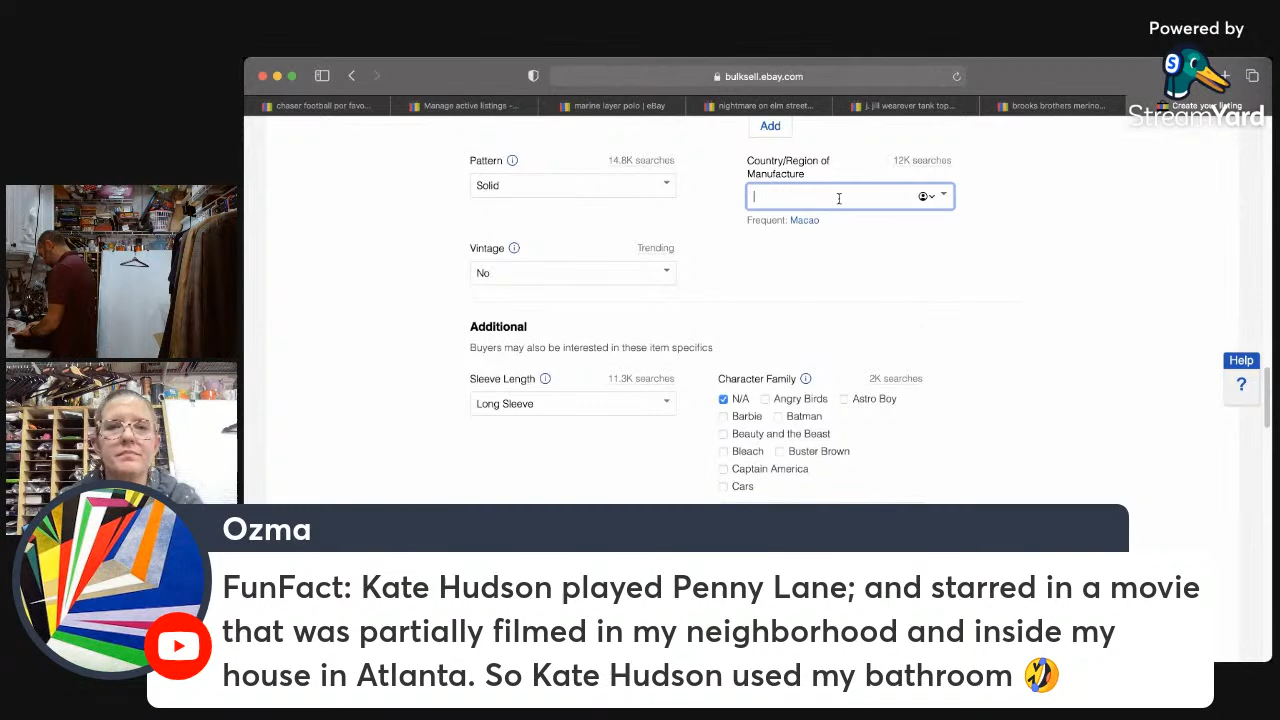 Powered by
StreamYard
bulksell.ebay.com
chaser football por favo...
Manage active listings -...
marine layer polo | eBay
nightmare on elm street...
j. jill wearever tank top...
brooks brothers merino...
Create your listing
Add
Pattern 14.8K searches
Solid
Country/Region of Manufacture 12K searches
Frequent: Macao
Vintage Trending
No
Additional
Buyers may also be interested in these item specifics
Sleeve Length 11.3K searches
Long Sleeve
Character Family 2K searches
N/A Angry Birds Astro Boy
Barbie Batman
Beauty and the Beast
Bleach Buster Brown
Captain America
Cars
Help
?
Ozma
FunFact: Kate Hudson played Penny Lane; and starred in a movie
that was partially filmed in my neighborhood and inside my
house in Atlanta. So Kate Hudson used my bathroom 🤣